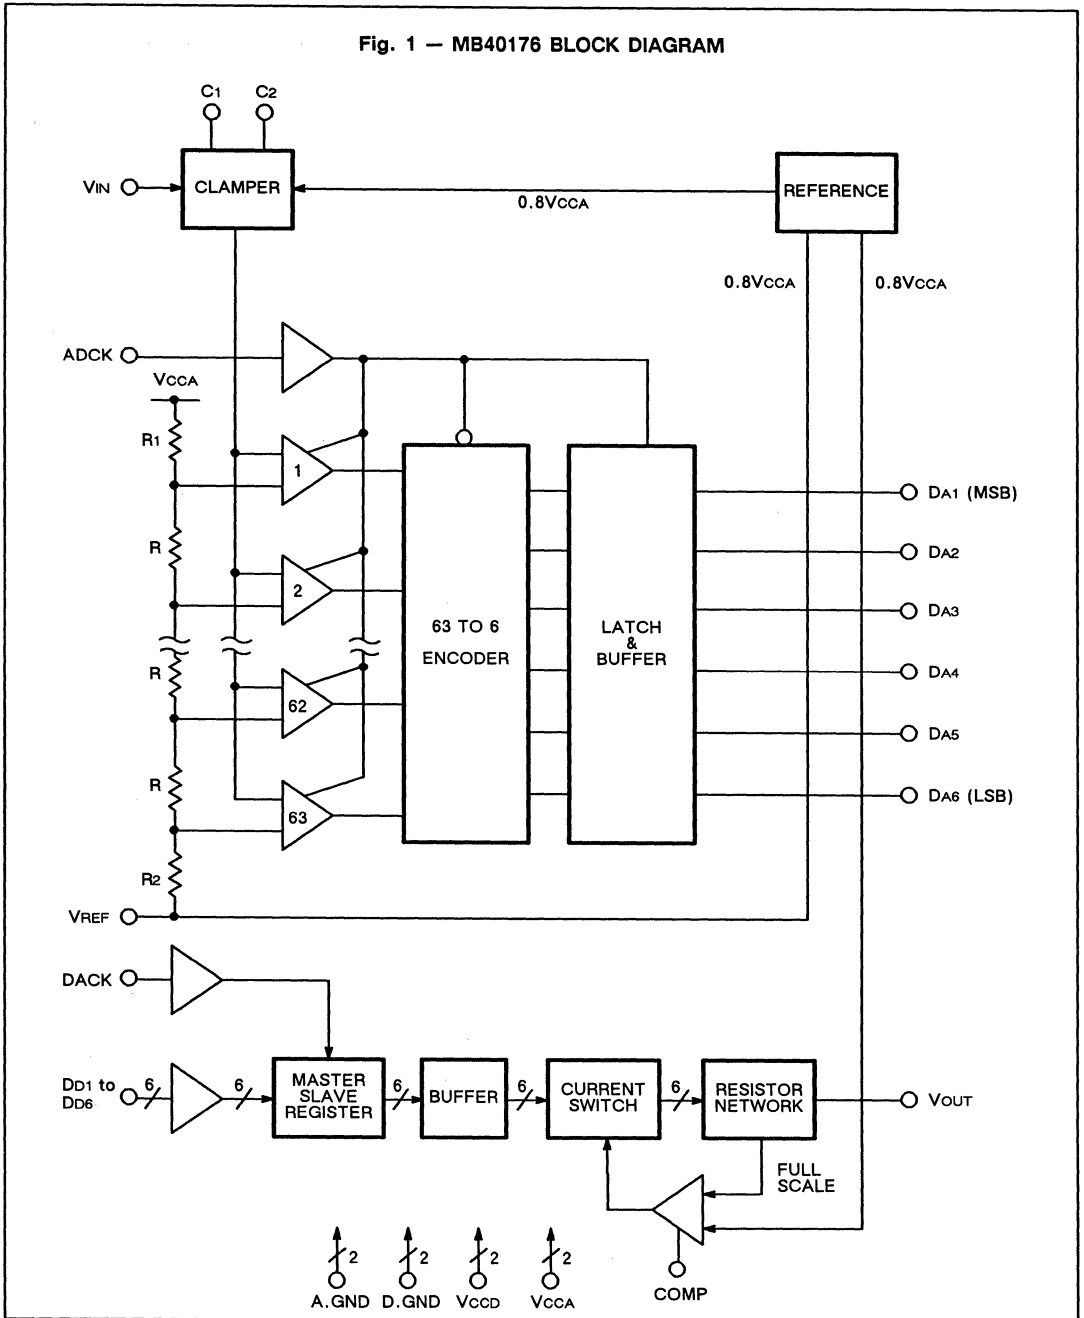 Fig. 1 — MB40176 BLOCK DIAGRAM
C1 C2
VIN
CLAMPER
REFERENCE
0.8VCCA
0.8VCCA
0.8VCCA
ADCK
VCCA
R1
1
DA1 (MSB)
R
2
DA2
DA3
63 TO 6
ENCODER
LATCH
&
BUFFER
R
62
DA4
DA5
R
63
DA6 (LSB)
R2
VREF
DACK
DD1 to
DD6
6
6
MASTER
SLAVE
REGISTER
6
BUFFER
6
CURRENT
SWITCH
6
RESISTOR
NETWORK
VOUT
FULL
SCALE
2 2 2 2
A.GND D.GND VCCD VCCA
COMP